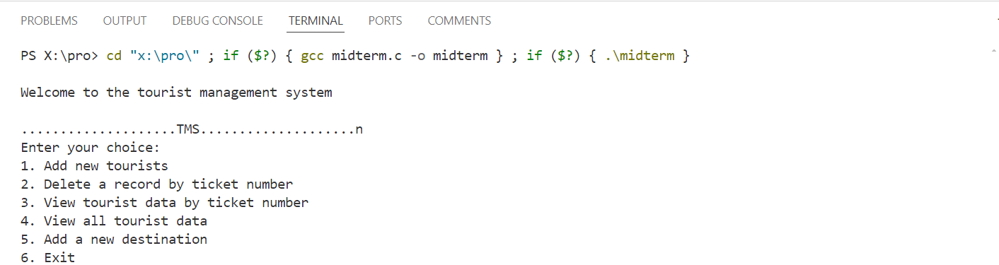 PROBLEMS OUTPUT DEBUG CONSOLE TERMINAL PORTS COMMENTS
PS X:\pro> cd "x:\pro\" ; if ($?) { gcc midterm.c -o midterm } ; if ($?) { .\midterm }
Welcome to the tourist management system
....................TMS....................n
Enter your choice:
1. Add new tourists
2. Delete a record by ticket number
3. View tourist data by ticket number
4. View all tourist data
5. Add a new destination
6. Exit